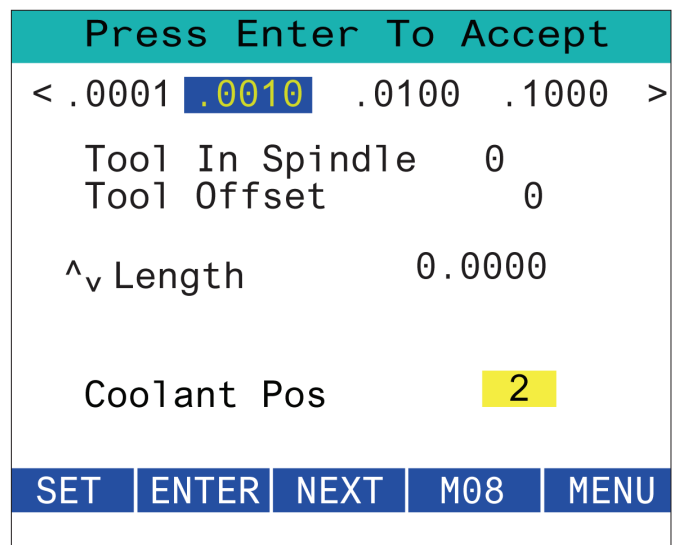 Press Enter To Accept
< .0001 .0010 .0100 .1000 >
Tool In Spindle 0
Tool Offset 0
^v Length 0.0000
Coolant Pos 2
SET ENTER NEXT M08 MENU